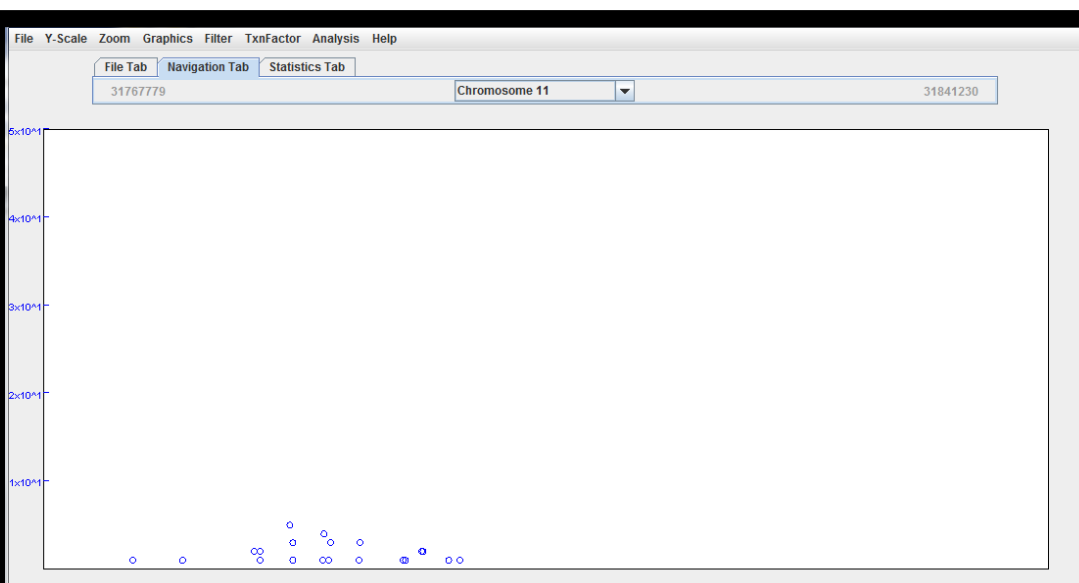 File Y-Scale Zoom Graphics Filter TxnFactor Analysis Help
File Tab Navigation Tab Statistics Tab
31767779 Chromosome 11 31841230
5x10^1
4x10^1
3x10^1
2x10^1
1x10^1